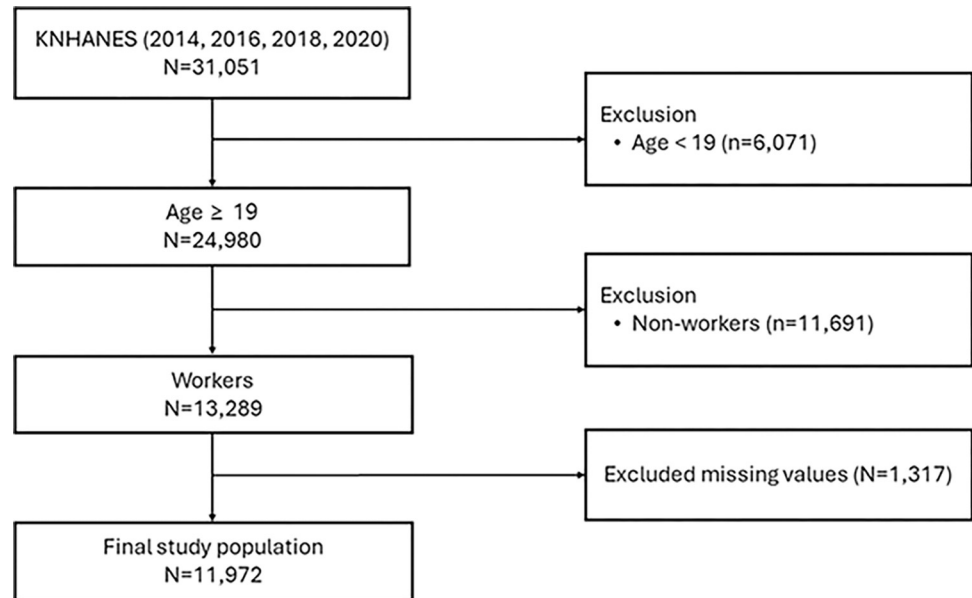 KNHANES (2014, 2016, 2018, 2020)
N=31,051
Exclusion
• Age < 19 (n=6,071)
Age ≥ 19
N=24,980
Exclusion
• Non-workers (n=11,691)
Workers
N=13,289
Excluded missing values (N=1,317)
Final study population
N=11,972